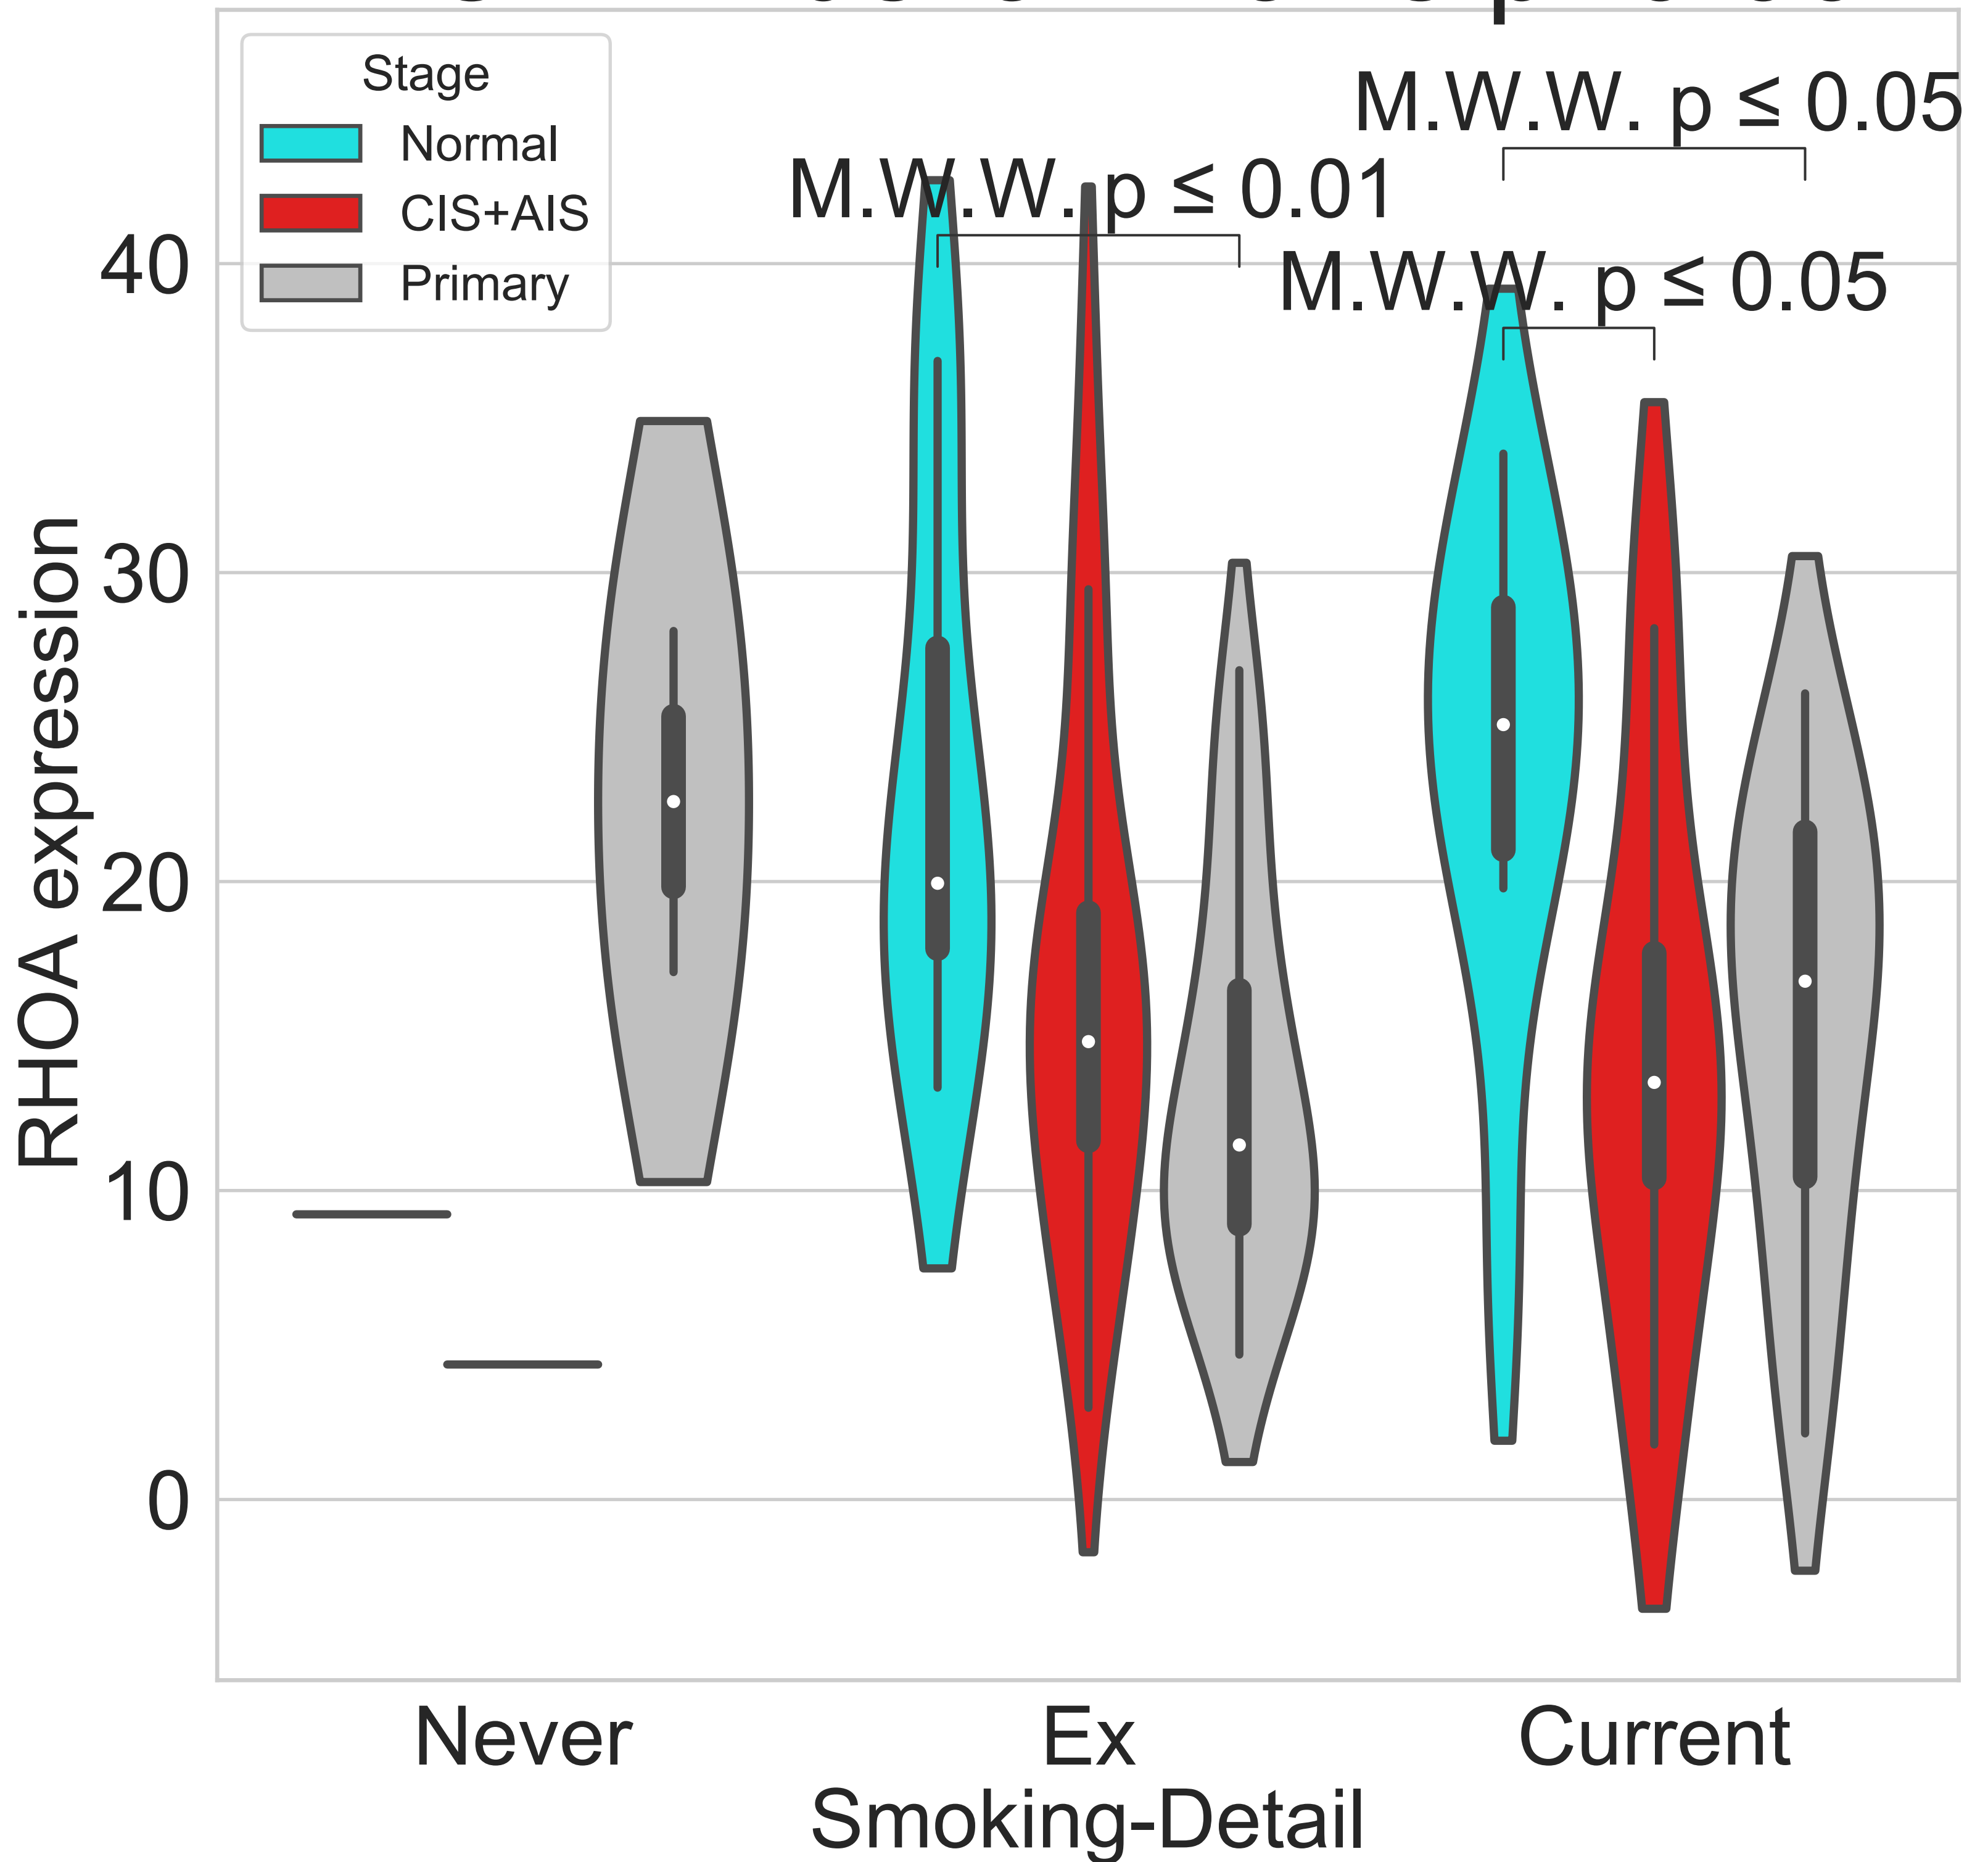 Stage
Normal
CIS+AIS
Primary
M.W.W. p ≤ 0.05
M.W.W. p ≤ 0.01
M.W.W. p ≤ 0.05
40
30
20
10
0
RHOA expression
Never
Ex
Current
Smoking-Detail